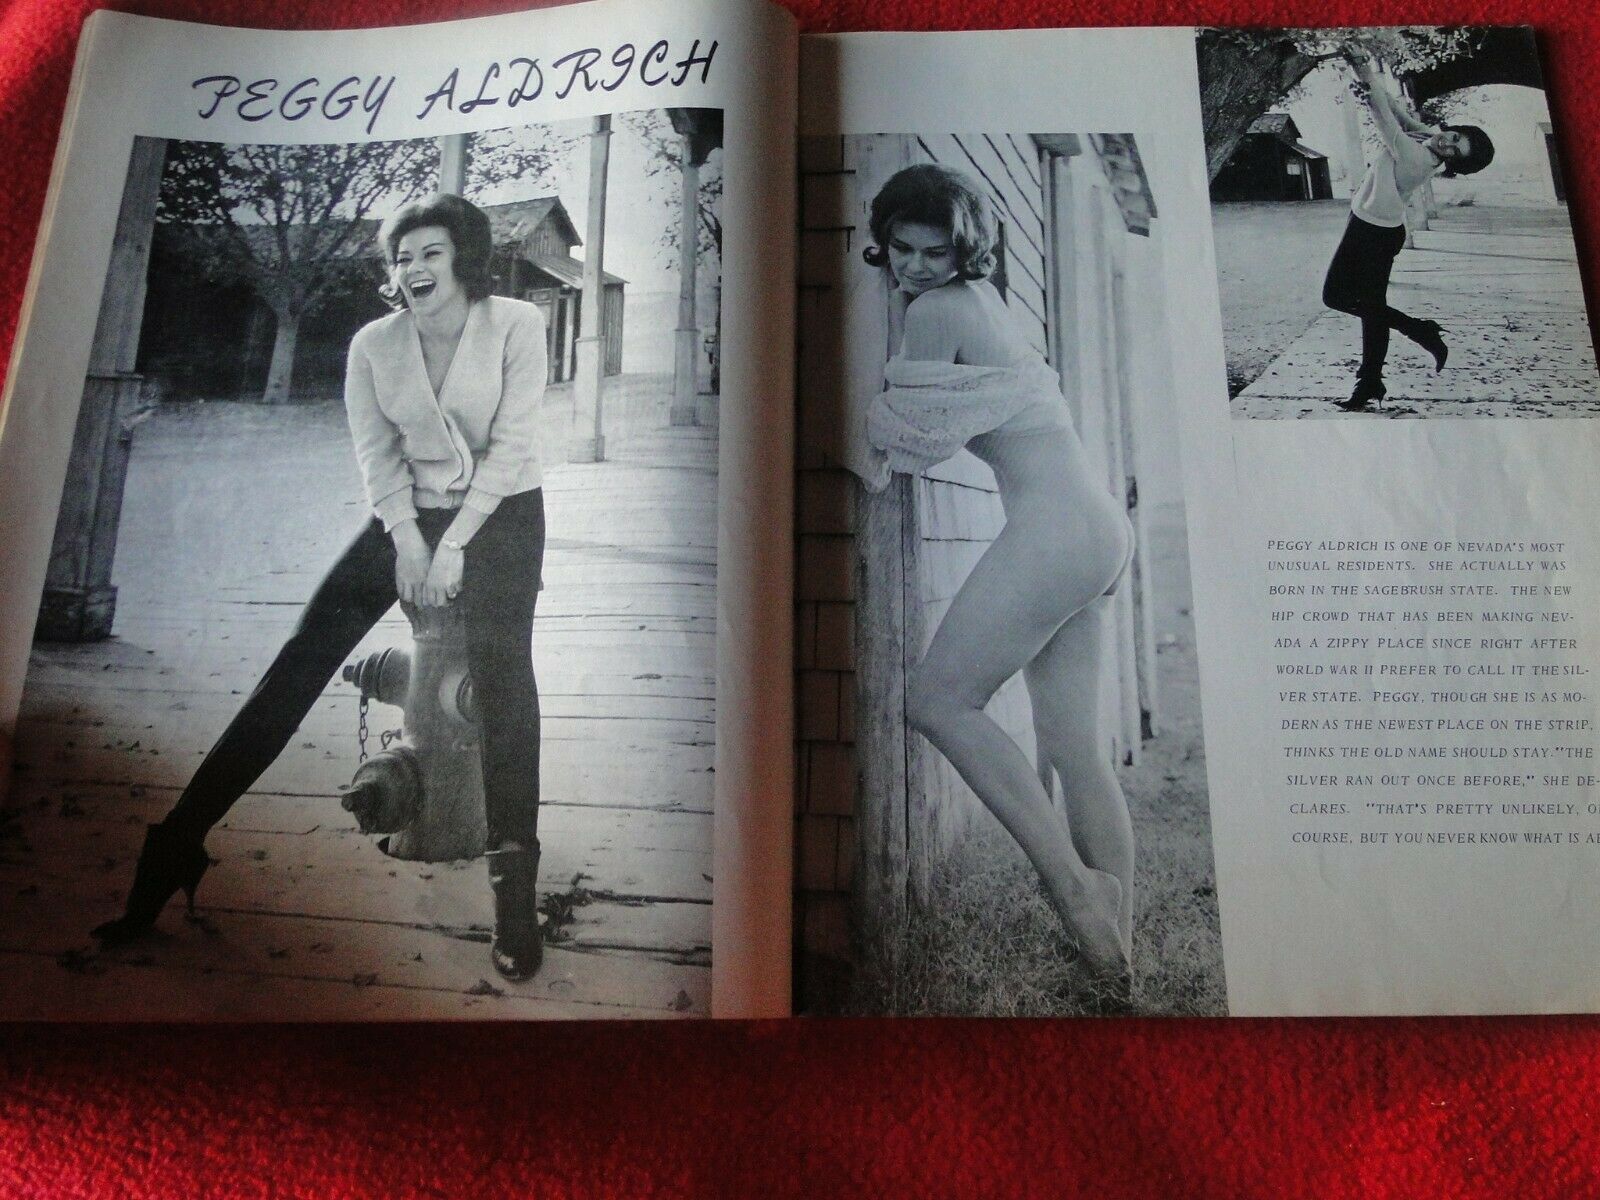 PEGGY ALDRICH
PEGGY ALDRICH IS ONE OF NEVADA'S MOST
UNUSUAL RESIDENTS. SHE ACTUALLY WAS
BORN IN THE SAGEBRUSH STATE. THE NEW
HIP CROWD THAT HAS BEEN MAKING NEV-
ADA A ZIPPY PLACE SINCE RIGHT AFTER
WORLD WAR II PREFER TO CALL IT THE SIL-
VER STATE. PEGGY, THOUGH SHE IS AS MO-
DERN AS THE NEWEST PLACE ON THE STRIP,
THINKS THE OLD NAME SHOULD STAY. "THE
SILVER RAN OUT ONCE BEFORE," SHE DE-
CLARES. "THAT'S PRETTY UNLIKELY, OF
COURSE, BUT YOU NEVER KNOW WHAT IS